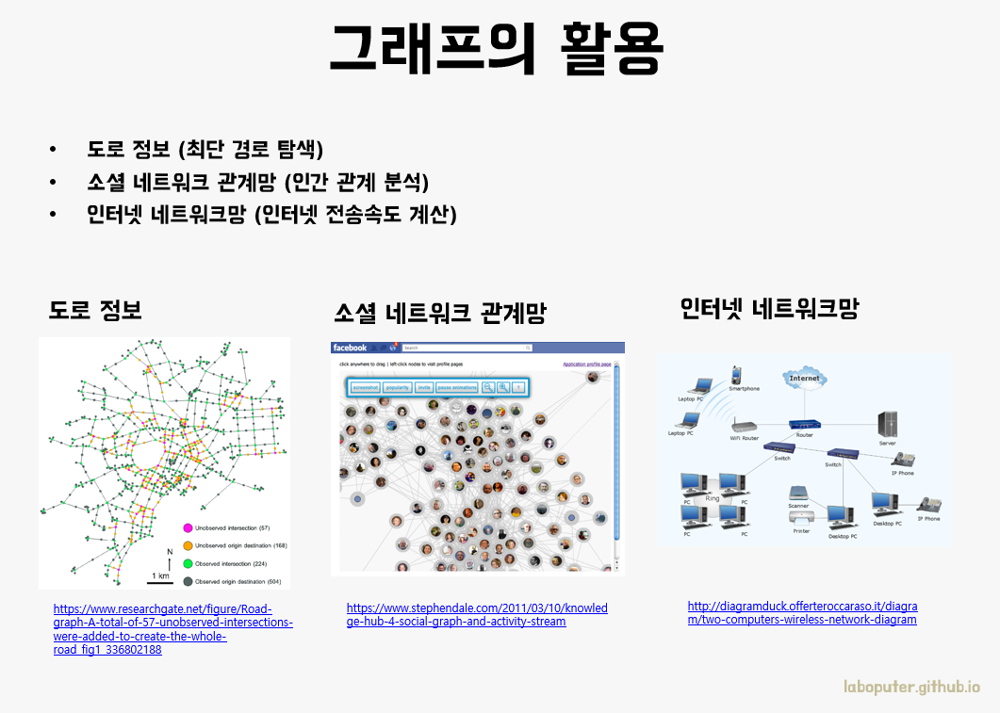 그래프의 활용
• 도로 정보 (최단 경로 탐색)
• 소셜 네트워크 관계망 (인간 관계 분석)
• 인터넷 네트워크망 (인터넷 전송속도 계산)
도로 정보
Unobserved intersection (57)
Unobserved origin destination (168)
Observed intersection (224)
Observed origin destination (504)
N
1 km
https://www.researchgate.net/figure/Road-
graph-A-total-of-57-unobserved-intersections-
were-added-to-create-the-whole-
road_fig1_336802188
소셜 네트워크 관계망
facebook
Search
click anywhere to drag | left-click nodes to visit profile pages
Application profile page
screenshot popularity invite pause animations ?
https://www.stephendale.com/2011/03/10/knowled
ge-hub-4-social-graph-and-activity-stream
인터넷 네트워크망
Internet
Smartphone
Laptop PC
Laptop PC
WiFi Router
Router
Server
Switch
Switch
IP Phone
PC
Ring
PC
PC
PC
Scanner
Printer
Desktop PC
Desktop PC
IP Phone
http://diagramduck.offerteroccaraso.it/diagra
m/two-computers-wireless-network-diagram
laboputer.github.io